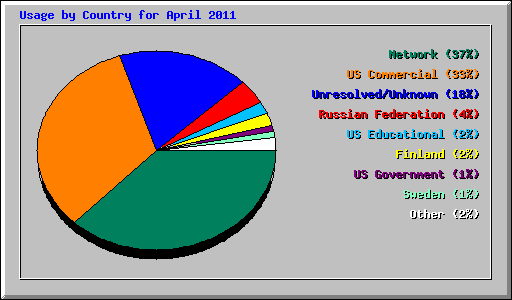 Usage by Country for April 2011
Network (37%)
US Commercial (33%)
Unresolved/Unknown (18%)
Russian Federation (4%)
US Educational (2%)
Finland (2%)
US Government (1%)
Sweden (1%)
Other (2%)